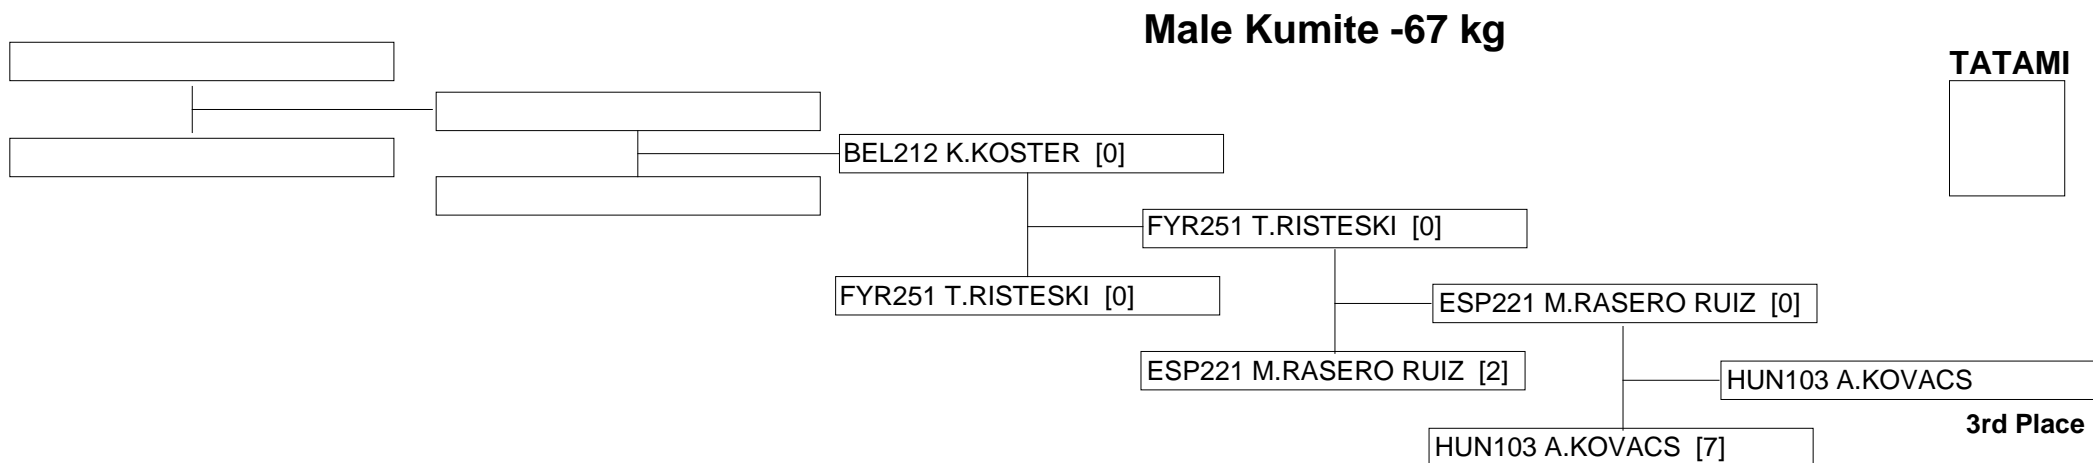 Male Kumite -67 kg
TATAMI
BEL212 K.KOSTER [0]
FYR251 T.RISTESKI [0]
FYR251 T.RISTESKI [0]
ESP221 M.RASERO RUIZ [0]
ESP221 M.RASERO RUIZ [2]
HUN103 A.KOVACS
3rd Place
HUN103 A.KOVACS [7]